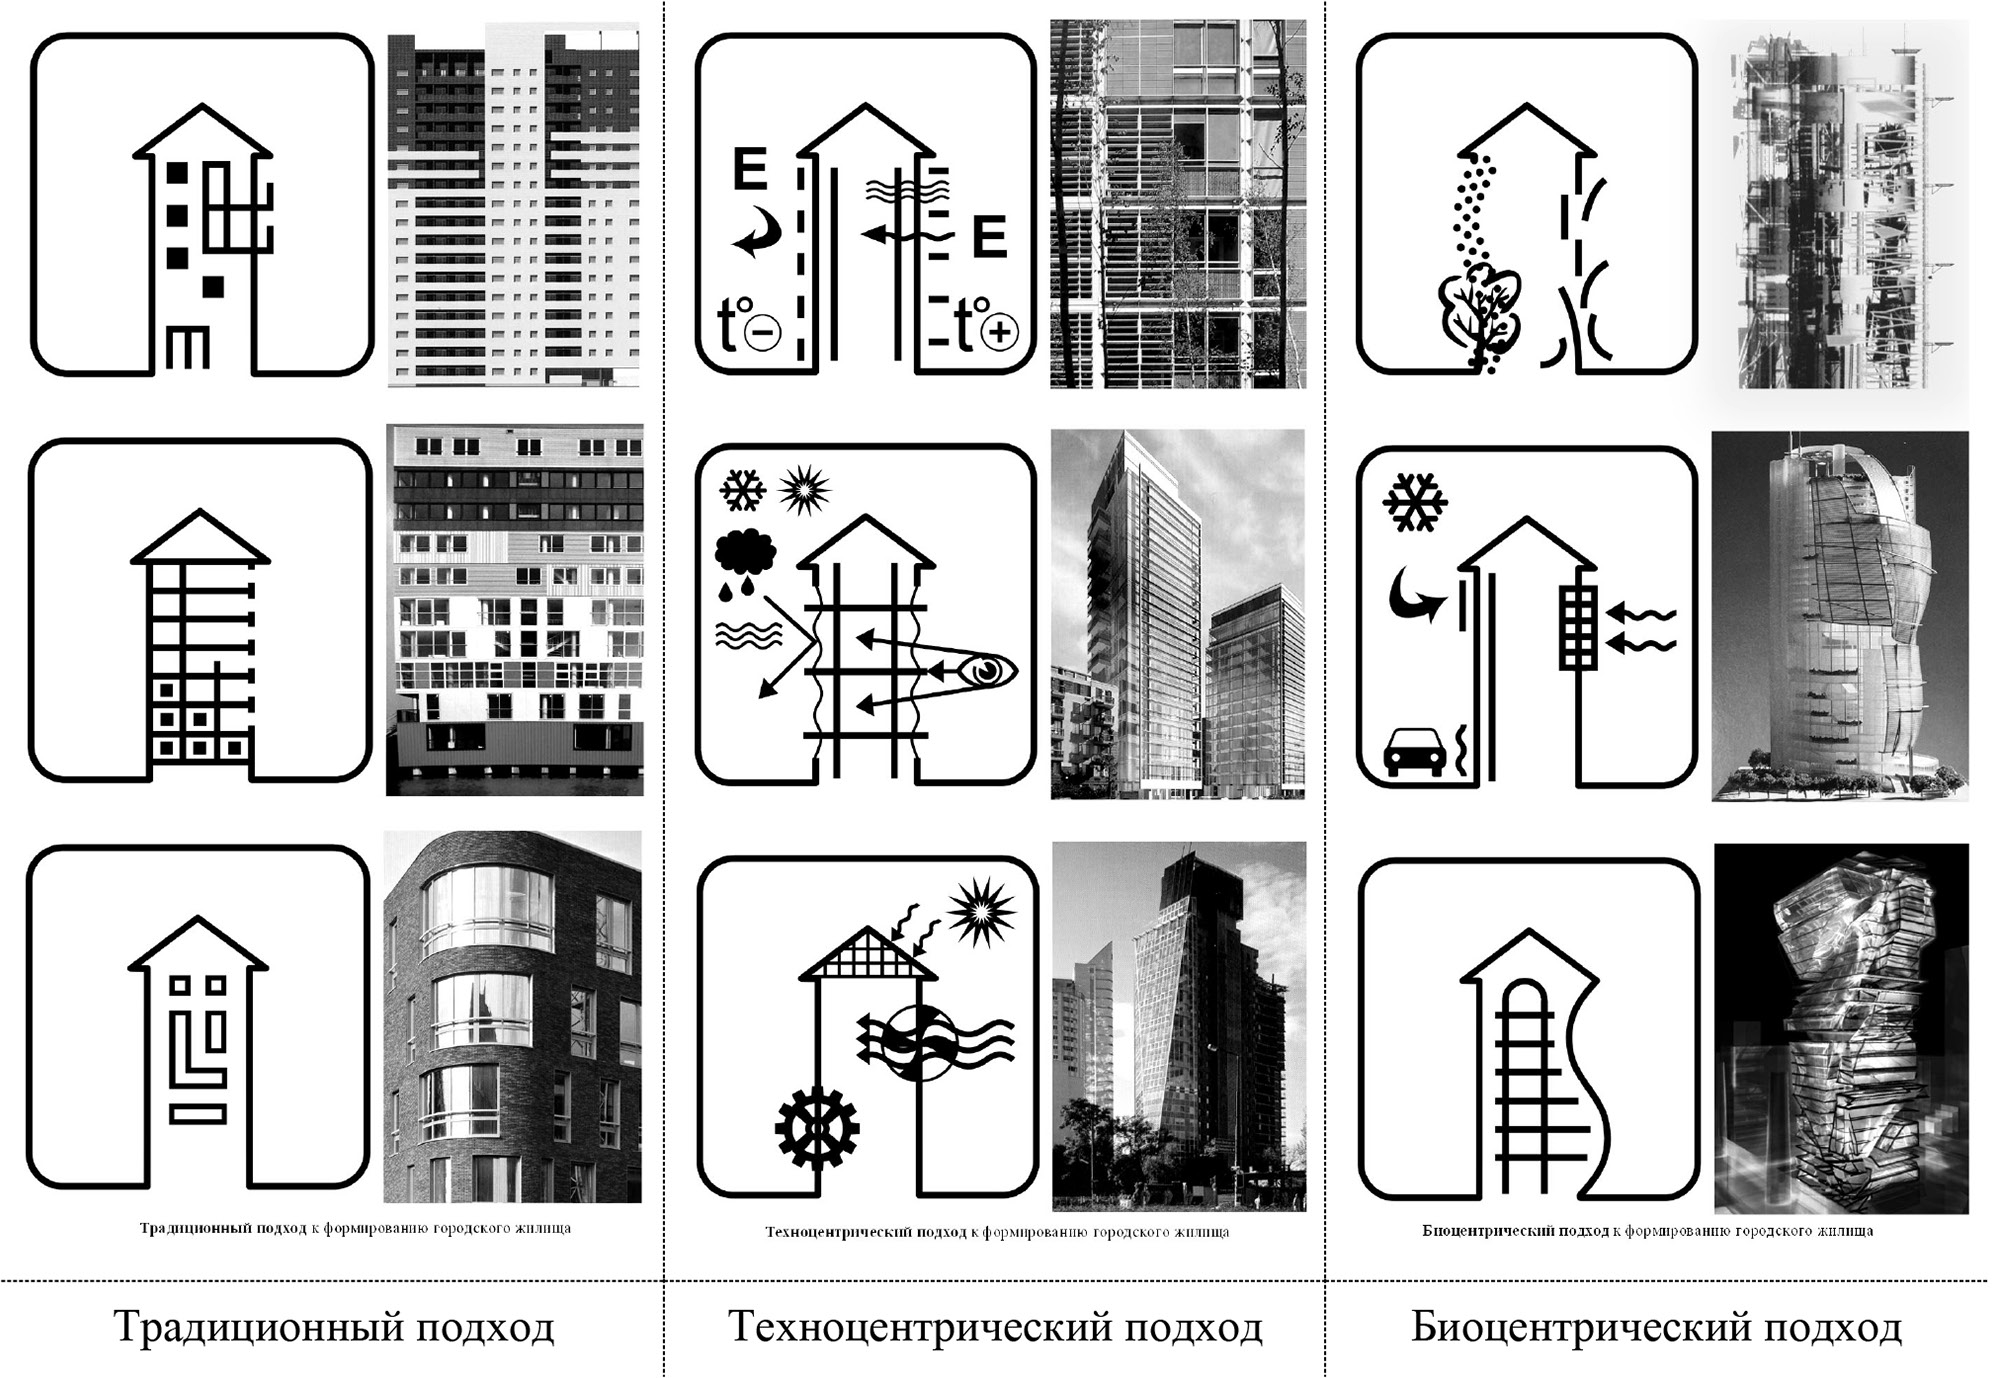 E
E
t°−
t°+
Традиционный подход к формированию городского жилища
Техноцентрический подход к формированию городского жилища
Биоцентрический подход к формированию городского жилища
Традиционный подход
Техноцентрический подход
Биоцентрический подход